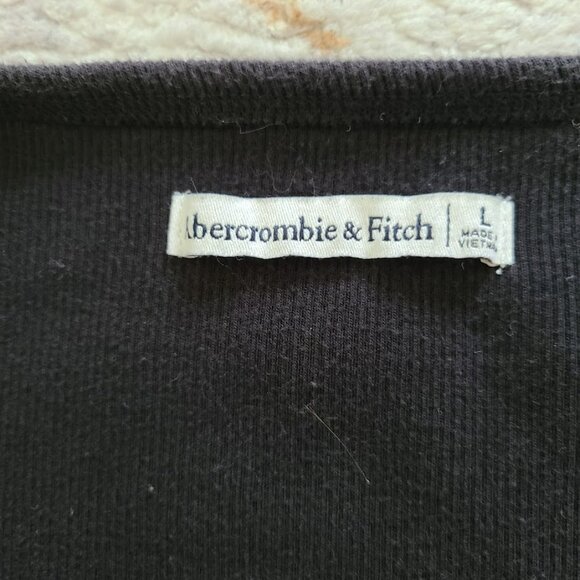 Abercrombie & Fitch | L
MADE IN
VIETNAM